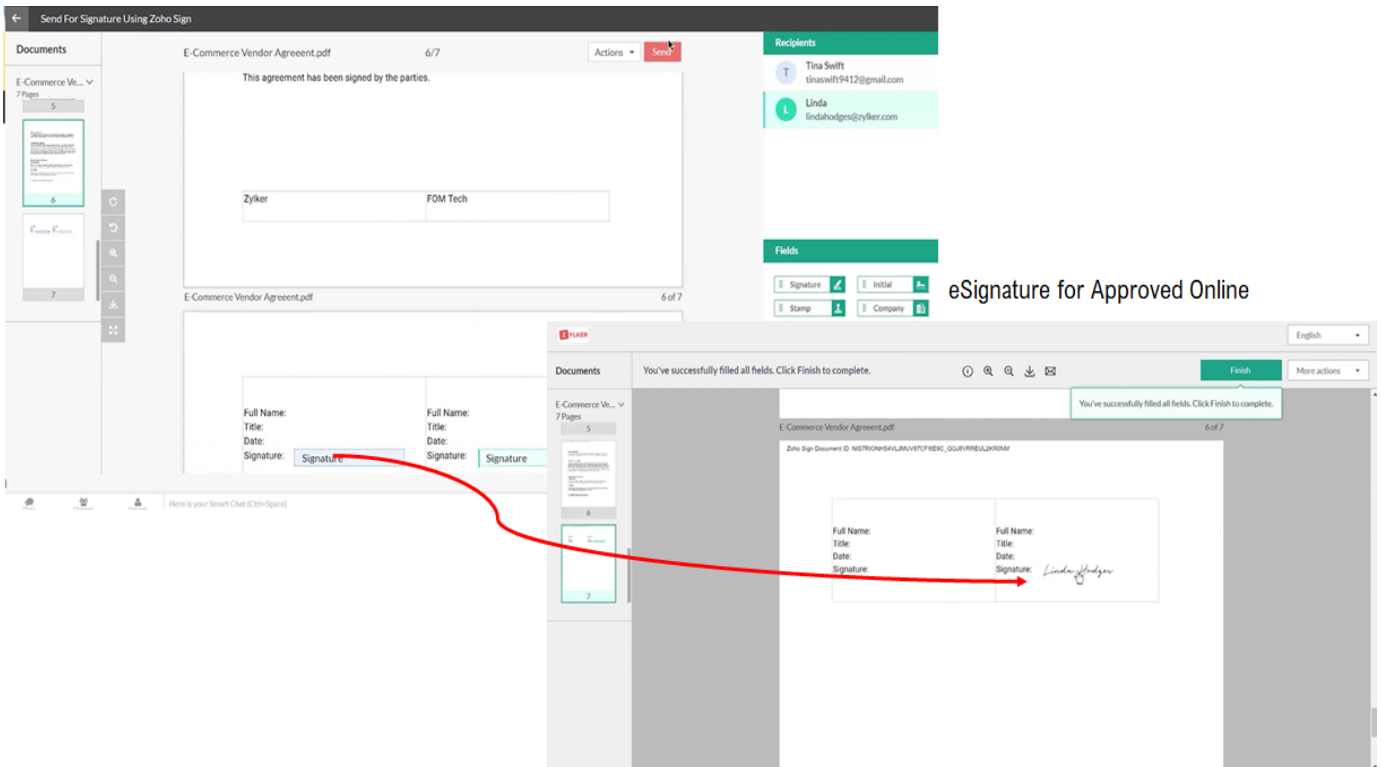 Send For Signature Using Zoho Sign
Documents
E-Commerce Vendor Agreeent.pdf
6/7
Actions
Send
E-Commerce Ve...
7 Pages
5
6
7
This agreement has been signed by the parties.
Zylker
FOM Tech
E-Commerce Vendor Agreeent.pdf
6 of 7
Full Name:
Title:
Date:
Signature:
Signature
Full Name:
Title:
Date:
Signature:
Signature
Here is your Smart Chat (Ctrl+Space)
Recipients
T
Tina Swift
tinaswift9412@gmail.com
L
Linda
lindahodges@zylker.com
Fields
Signature
Initial
Stamp
Company
eSignature for Approved Online
ZYLKER
English
Documents
You've successfully filled all fields. Click Finish to complete.
Finish
More actions
You've successfully filled all fields. Click Finish to complete.
E-Commerce Ve...
7 Pages
5
6
7
E-Commerce Vendor Agreeent.pdf
6 of 7
Zoho Sign Document ID:
Full Name:
Title:
Date:
Signature:
Full Name:
Title:
Date:
Signature:
Linda Hodges